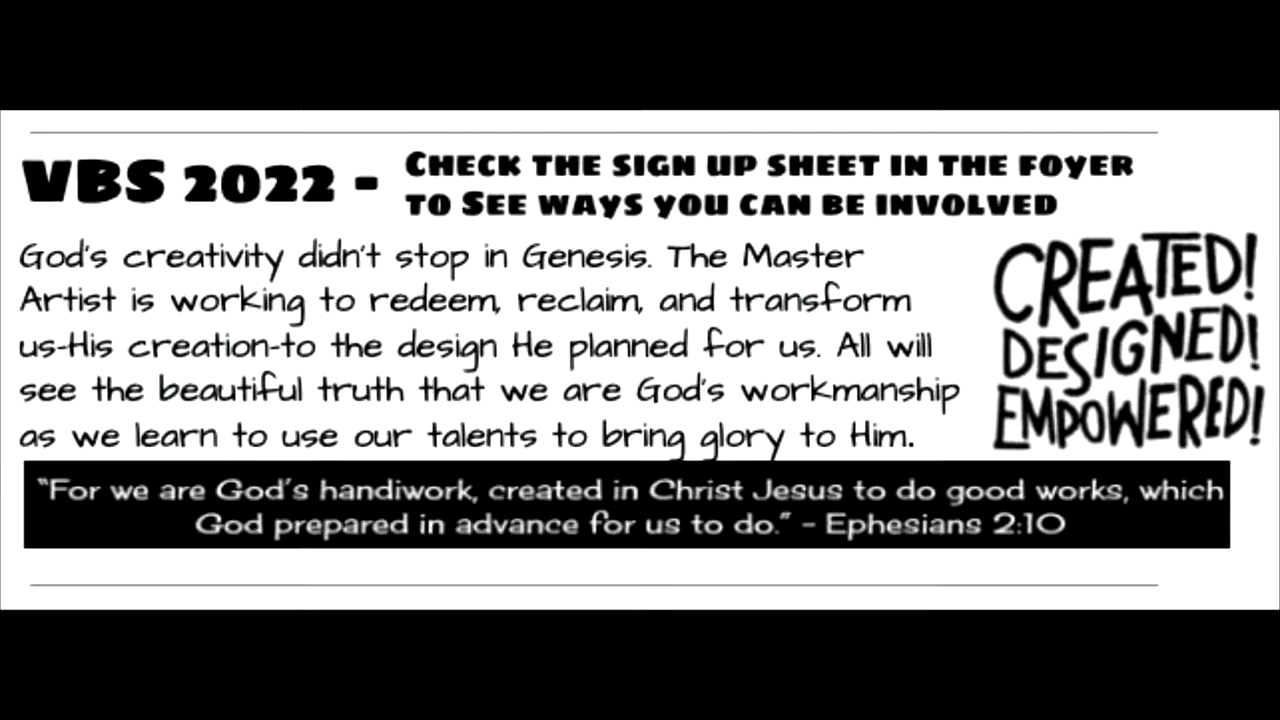 VBS 2022 - Check the sign up sheet in the foyer
to See ways you can be involved
God's creativity didn't stop in Genesis. The Master
Artist is working to redeem, reclaim, and transform
us-His creation-to the design He planned for us. All will
see the beautiful truth that we are God's workmanship
as we learn to use our talents to bring glory to Him.
CREATED!
DESIGNED!
EMPOWERED!
"For we are God's handiwork, created in Christ Jesus to do good works, which
God prepared in advance for us to do." - Ephesians 2:10